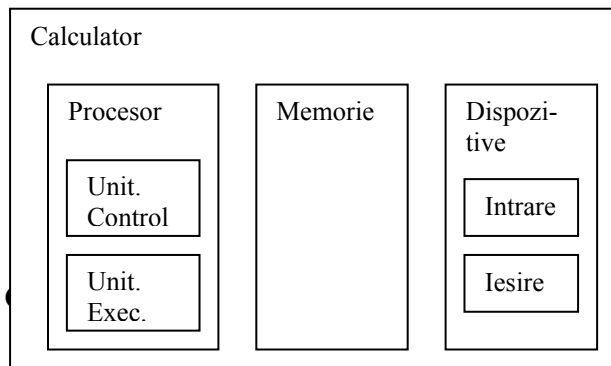 Calculator
Procesor
Unit.
Control
Unit.
Exec.
Memorie
Dispozi-
tive
Intrare
Iesire